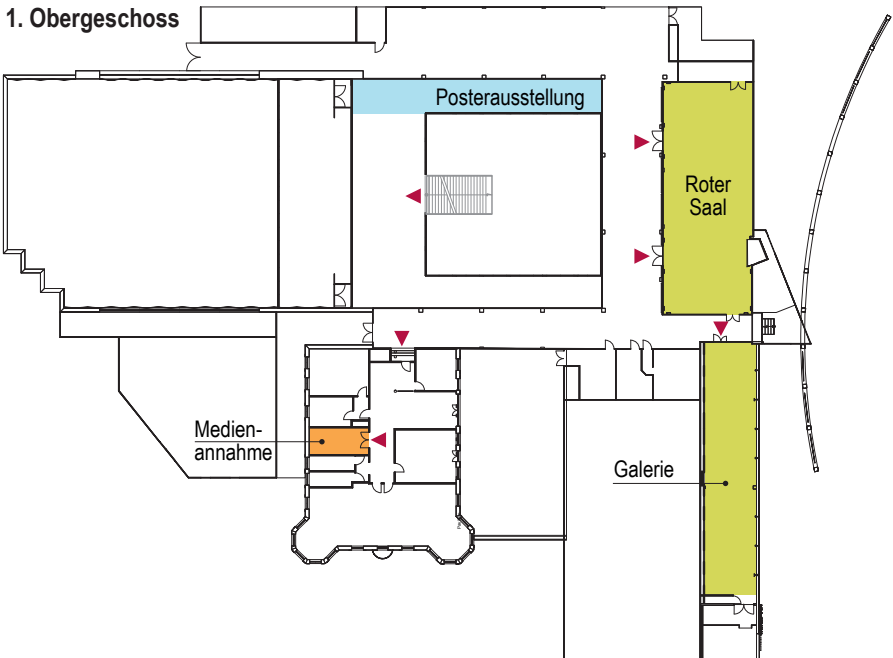 1. Obergeschoss
Posterausstellung
Roter
Saal
Medien-
annahme
Galerie